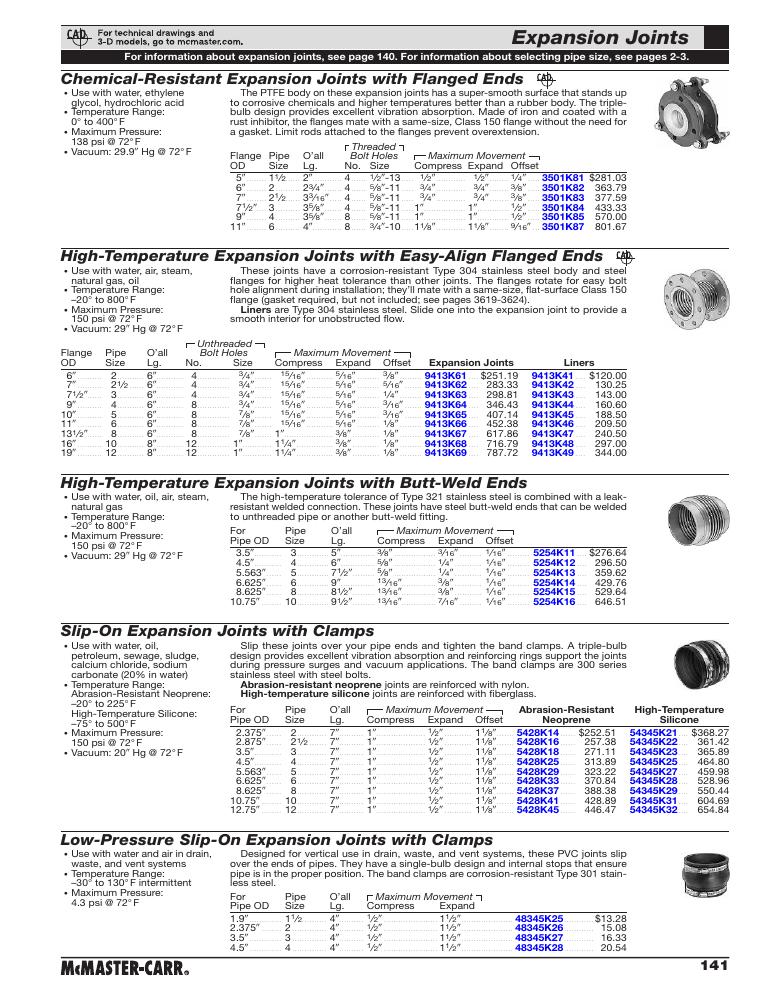 CAD
For technical drawings and
3-D models, go to mcmaster.com.
Expansion Joints
For information about expansion joints, see page 140. For information about selecting pipe size, see pages 2-3.
Chemical-Resistant Expansion Joints with Flanged Ends CAD
• Use with water, ethylene
glycol, hydrochloric acid
• Temperature Range:
0° to 400° F
• Maximum Pressure:
138 psi @ 72° F
• Vacuum: 29.9" Hg @ 72° F
The PTFE body on these expansion joints has a super-smooth surface that stands up
to corrosive chemicals and higher temperatures better than a rubber body. The triple-
bulb design provides excellent vibration absorption. Made of iron and coated with a
rust inhibitor, the flanges mate with a same-size, Class 150 flange without the need for
a gasket. Limit rods attached to the flanges prevent overextension.
Threaded
Flange Pipe O'all Bolt Holes Maximum Movement
OD Size Lg. No. Size Compress Expand Offset
5" 1½ 2" 4 ½"-13 ½" ½" ¼" 3501K81 $281.03
6" 2 2¾" 4 ⅝"-11 ¾" ¾" ⅜" 3501K82 363.79
7" 2½ 3³⁄₁₆" 4 ⅝"-11 ¾" ¾" ⅜" 3501K83 377.59
7½" 3 3⅝" 4 ⅝"-11 1" 1" ½" 3501K84 433.33
9" 4 3⅝" 8 ⅝"-11 1" 1" ½" 3501K85 570.00
11" 6 4" 8 ¾"-10 1⅛" 1⅛" ⁹⁄₁₆" 3501K87 801.67
High-Temperature Expansion Joints with Easy-Align Flanged Ends CAD
• Use with water, air, steam,
natural gas, oil
• Temperature Range:
–20° to 800° F
• Maximum Pressure:
150 psi @ 72° F
• Vacuum: 29" Hg @ 72° F
These joints have a corrosion-resistant Type 304 stainless steel body and steel
flanges for higher heat tolerance than other joints. The flanges rotate for easy bolt
hole alignment during installation; they'll mate with a same-size, flat-surface Class 150
flange (gasket required, but not included; see pages 3619-3624).
Liners are Type 304 stainless steel. Slide one into the expansion joint to provide a
smooth interior for unobstructed flow.
Unthreaded
Flange Pipe O'all Bolt Holes Maximum Movement
OD Size Lg. No. Size Compress Expand Offset Expansion Joints Liners
6" 2 6" 4 ¾" ¹⁵⁄₁₆" ⁵⁄₁₆" ⅜" 9413K61 $251.19 9413K41 $120.00
7" 2½ 6" 4 ¾" ¹⁵⁄₁₆" ⁵⁄₁₆" ⁵⁄₁₆" 9413K62 283.33 9413K42 130.25
7½" 3 6" 4 ¾" ¹⁵⁄₁₆" ⁵⁄₁₆" ¼" 9413K63 298.81 9413K43 143.00
9" 4 6" 8 ¾" ¹⁵⁄₁₆" ⁵⁄₁₆" ³⁄₁₆" 9413K64 346.43 9413K44 160.60
10" 5 6" 8 ⅞" ¹⁵⁄₁₆" ⁵⁄₁₆" ³⁄₁₆" 9413K65 407.14 9413K45 188.50
11" 6 6" 8 ⅞" ¹⁵⁄₁₆" ⁵⁄₁₆" ⅛" 9413K66 452.38 9413K46 209.50
13½" 8 6" 8 ⅞" 1" ⅜" ⅛" 9413K67 617.86 9413K47 240.50
16" 10 8" 12 1" 1¼" ⅜" ⅛" 9413K68 716.79 9413K48 297.00
19" 12 8" 12 1" 1" ⅜" ⅛" 9413K69 787.72 9413K49 344.00
High-Temperature Expansion Joints with Butt-Weld Ends
• Use with water, oil, air, steam,
natural gas
• Temperature Range:
–20° to 800° F
• Maximum Pressure:
150 psi @ 72° F
• Vacuum: 29" Hg @ 72° F
The high-temperature tolerance of Type 321 stainless steel is combined with a leak-
resistant welded connection. These joints have steel butt-weld ends that can be welded
to unthreaded pipe or another butt-weld fitting.
For Pipe O'all Maximum Movement
Pipe OD Size Lg. Compress Expand Offset
3.5" 3 5" ⅜" ³⁄₁₆" ¹⁄₁₆" 5254K11 $276.64
4.5" 4 6" ⅝" ¼" ¹⁄₁₆" 5254K12 296.50
5.563" 5 7½" ⅝" ¼" ¹⁄₁₆" 5254K13 359.62
6.625" 6 9" ¹³⁄₁₆" ⅜" ¹⁄₁₆" 5254K14 429.76
8.625" 8 8½" ¹³⁄₁₆" ⅜" ¹⁄₁₆" 5254K15 529.64
10.75" 10 9½" ¹³⁄₁₆" ⁷⁄₁₆" ¹⁄₁₆" 5254K16 646.51
Slip-On Expansion Joints with Clamps
• Use with water, oil,
petroleum, sewage, sludge,
calcium chloride, sodium
carbonate (20% in water)
• Temperature Range:
Abrasion-Resistant Neoprene:
–20° to 225° F
High-Temperature Silicone:
–75° to 500° F
• Maximum Pressure:
150 psi @ 72° F
• Vacuum: 20" Hg @ 72° F
Slip these joints over your pipe ends and tighten the band clamps. A triple-bulb
design provides excellent vibration absorption and reinforcing rings support the joints
during pressure surges and vacuum applications. The band clamps are 300 series
stainless steel with steel bolts.
Abrasion-resistant neoprene joints are reinforced with nylon.
High-temperature silicone joints are reinforced with fiberglass.
For Pipe O'all Maximum Movement Abrasion-Resistant High-Temperature
Pipe OD Size Lg. Compress Expand Offset Neoprene Silicone
2.375" 2 7" 1" ½" 1⅛" 5428K14 $252.51 54345K21 $368.27
2.875" 2½ 7" 1" ½" 1⅛" 5428K16 257.38 54345K22 361.42
3.5" 3 7" 1" ½" 1⅛" 5428K18 271.11 54345K23 365.89
4.5" 4 7" 1" ½" 1⅛" 5428K25 313.89 54345K25 464.80
5.563" 5 7" 1" ½" 1⅛" 5428K29 323.22 54345K27 459.98
6.625" 6 7" 1" ½" 1⅛" 5428K33 370.84 54345K28 528.96
8.625" 8 7" 1" ½" 1⅛" 5428K37 388.38 54345K29 550.44
10.75" 10 7" 1" ½" 1⅛" 5428K41 428.89 54345K31 604.69
12.75" 12 7" 1" ½" 1⅛" 5428K45 446.47 54345K32 654.84
Low-Pressure Slip-On Expansion Joints with Clamps
• Use with water and air in drain,
waste, and vent systems
• Temperature Range:
–30° to 130° F intermittent
• Maximum Pressure:
4.3 psi @ 72° F
Designed for vertical use in drain, waste, and vent systems, these PVC joints slip
over the ends of pipes. They have a single-bulb design and internal stops that ensure
pipe is in the proper position. The band clamps are corrosion-resistant Type 301 stain-
less steel.
For Pipe O'all Maximum Movement
Pipe OD Size Lg. Compress Expand
1.9" 1½ 4" ½" 1½" 48345K25 $13.28
2.375" 2 4" ½" 1½" 48345K26 15.08
3.5" 3 4" ½" 1½" 48345K27 16.33
4.5" 4 4" ½" 1½" 48345K28 20.54
McMASTER-CARR®
141